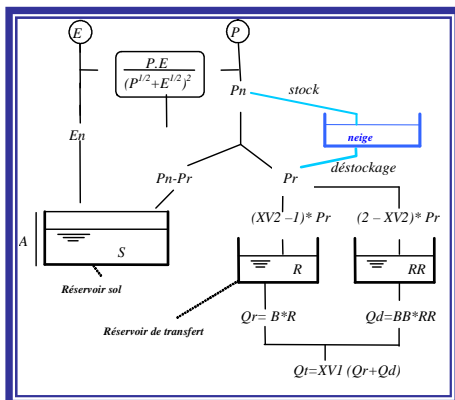 E
P
P.E
(P^{1/2}+E^{1/2})^2
Pn
stock
En
neige
Pn-Pr
Pr
déstockage
(XV2 –1)* Pr
(2 – XV2)* Pr
A
S
R
RR
Réservoir sol
Réservoir de transfert
Qr= B*R
Qd=BB*RR
Qt=XV1 (Qr+Qd)